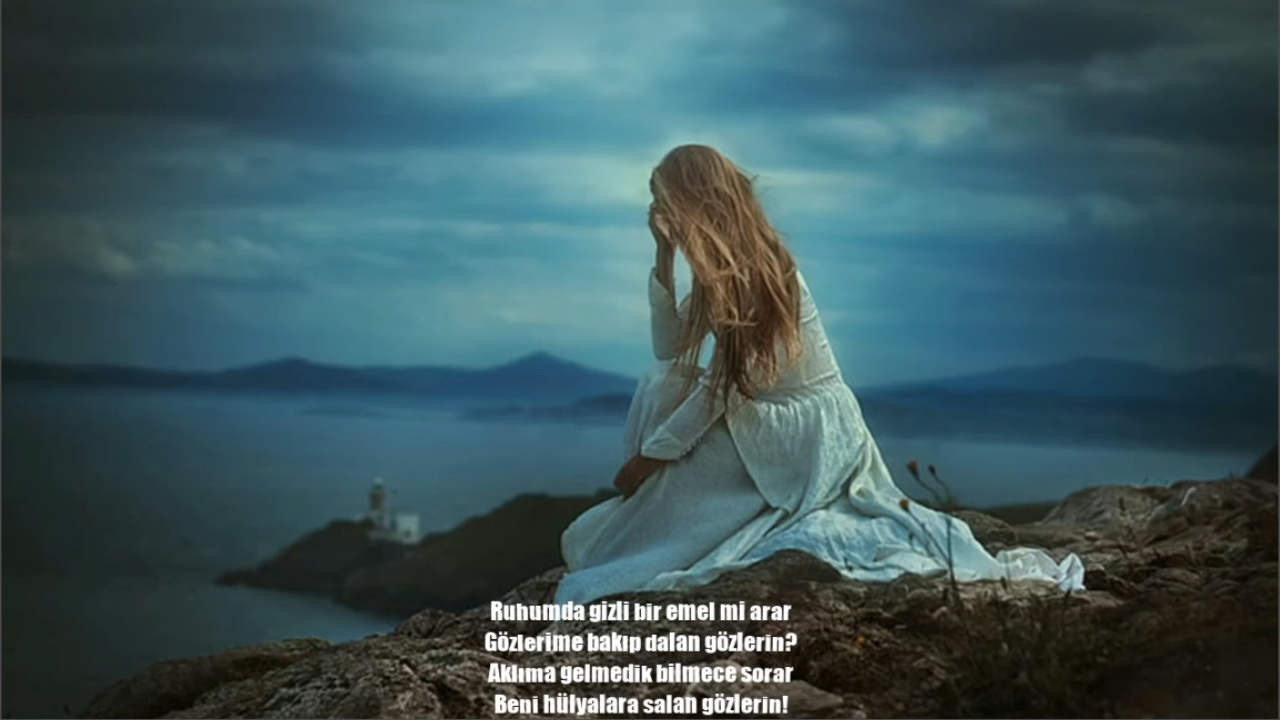 Ruhumda gizli bir emel mi arar
Gözlerime bakıp dalan gözlerin?
Aklıma gelmedik bilmece sorar
Beni hülyalara salan gözlerin!